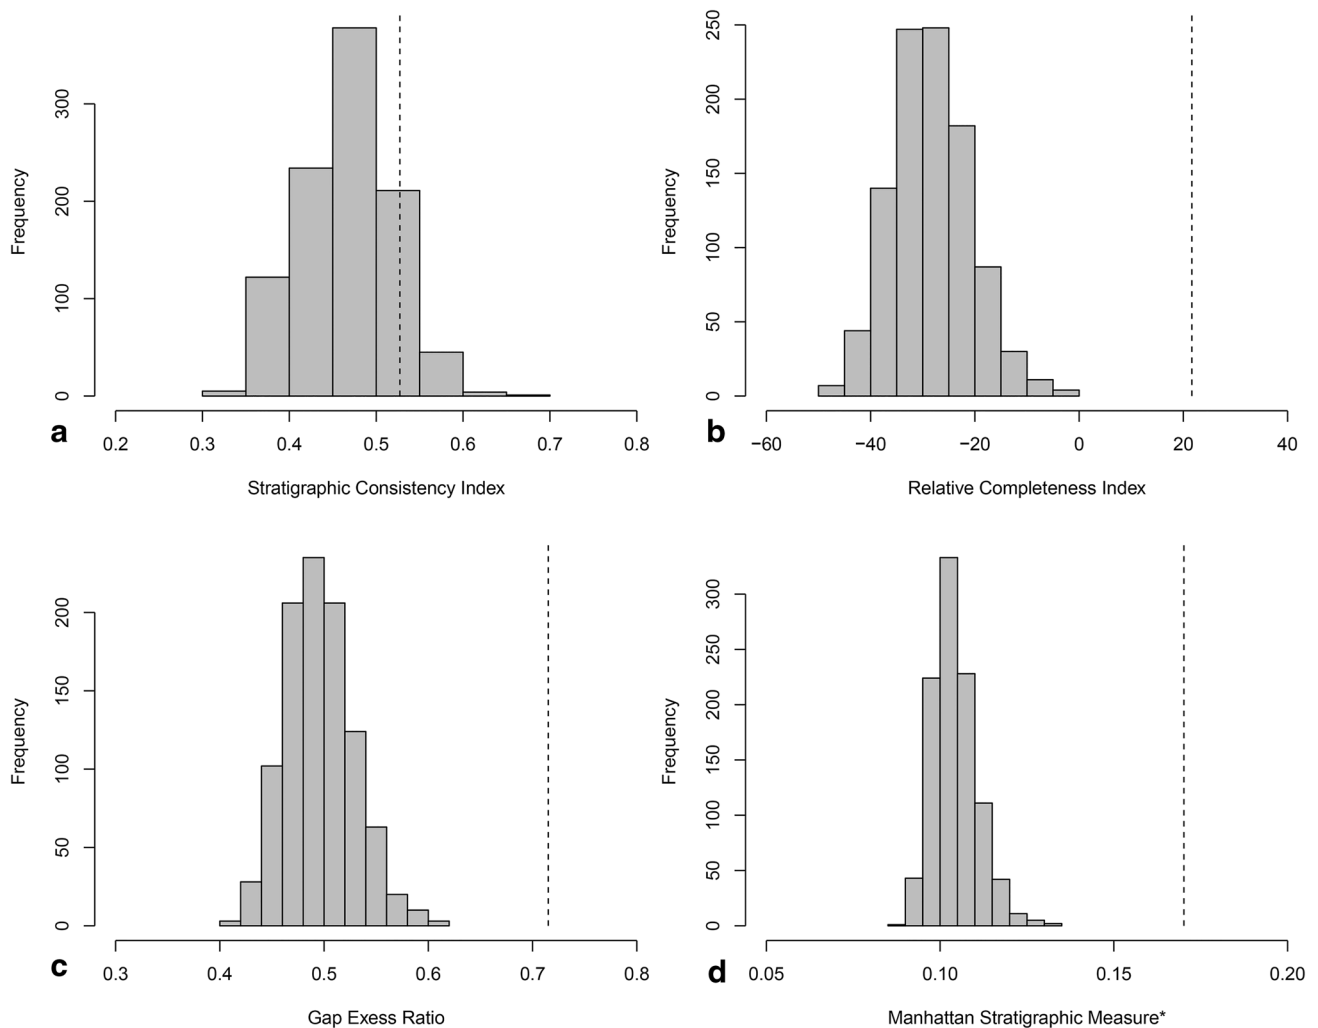 Frequency
0 100 200 300
a
0.2 0.3 0.4 0.5 0.6 0.7 0.8
Stratigraphic Consistency Index
Frequency
0 50 100 150 200 250
b
−60 −40 −20 0 20 40
Relative Completeness Index
Frequency
0 50 100 150 200
c
0.3 0.4 0.5 0.6 0.7 0.8
Gap Exess Ratio
Frequency
0 50 100 150 200 250 300
d
0.05 0.10 0.15 0.20
Manhattan Stratigraphic Measure*